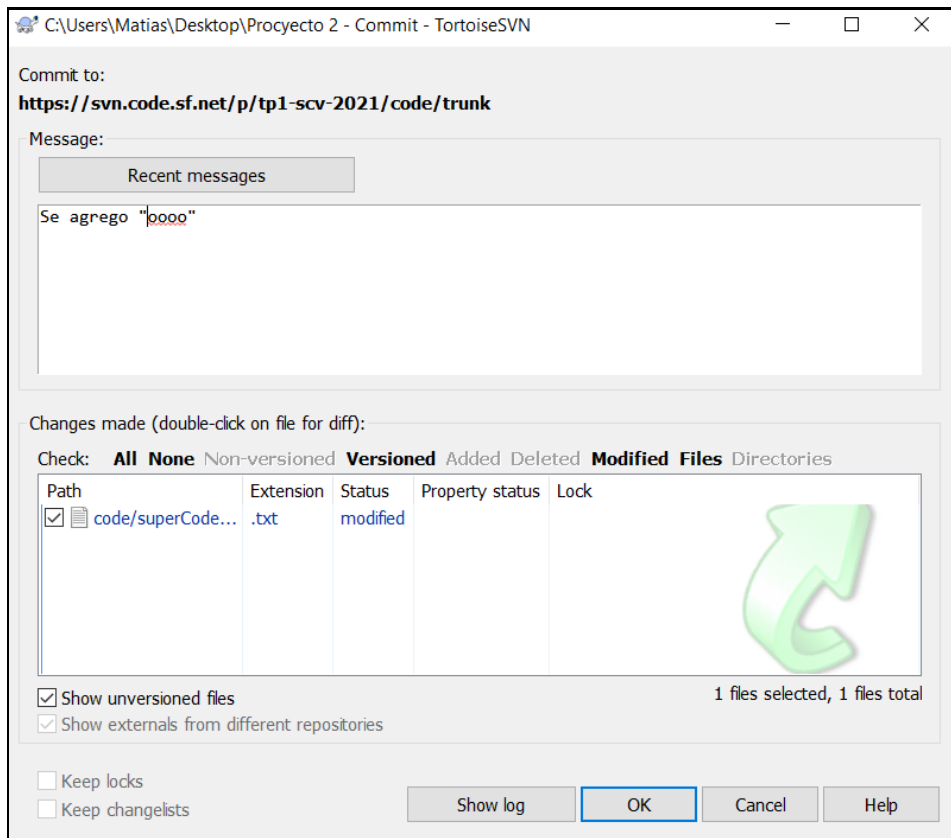 C:\Users\Matias\Desktop\Procyecto 2 - Commit - TortoiseSVN
Commit to:
https://svn.code.sf.net/p/tp1-scv-2021/code/trunk
Message:
Recent messages
Se agrego "oooo"
Changes made (double-click on file for diff):
Check: All None Non-versioned Versioned Added Deleted Modified Files Directories
Path Extension Status Property status Lock
code/superCode... .txt modified
Show unversioned files 1 files selected, 1 files total
Show externals from different repositories
Keep locks
Keep changelists
Show log OK Cancel Help